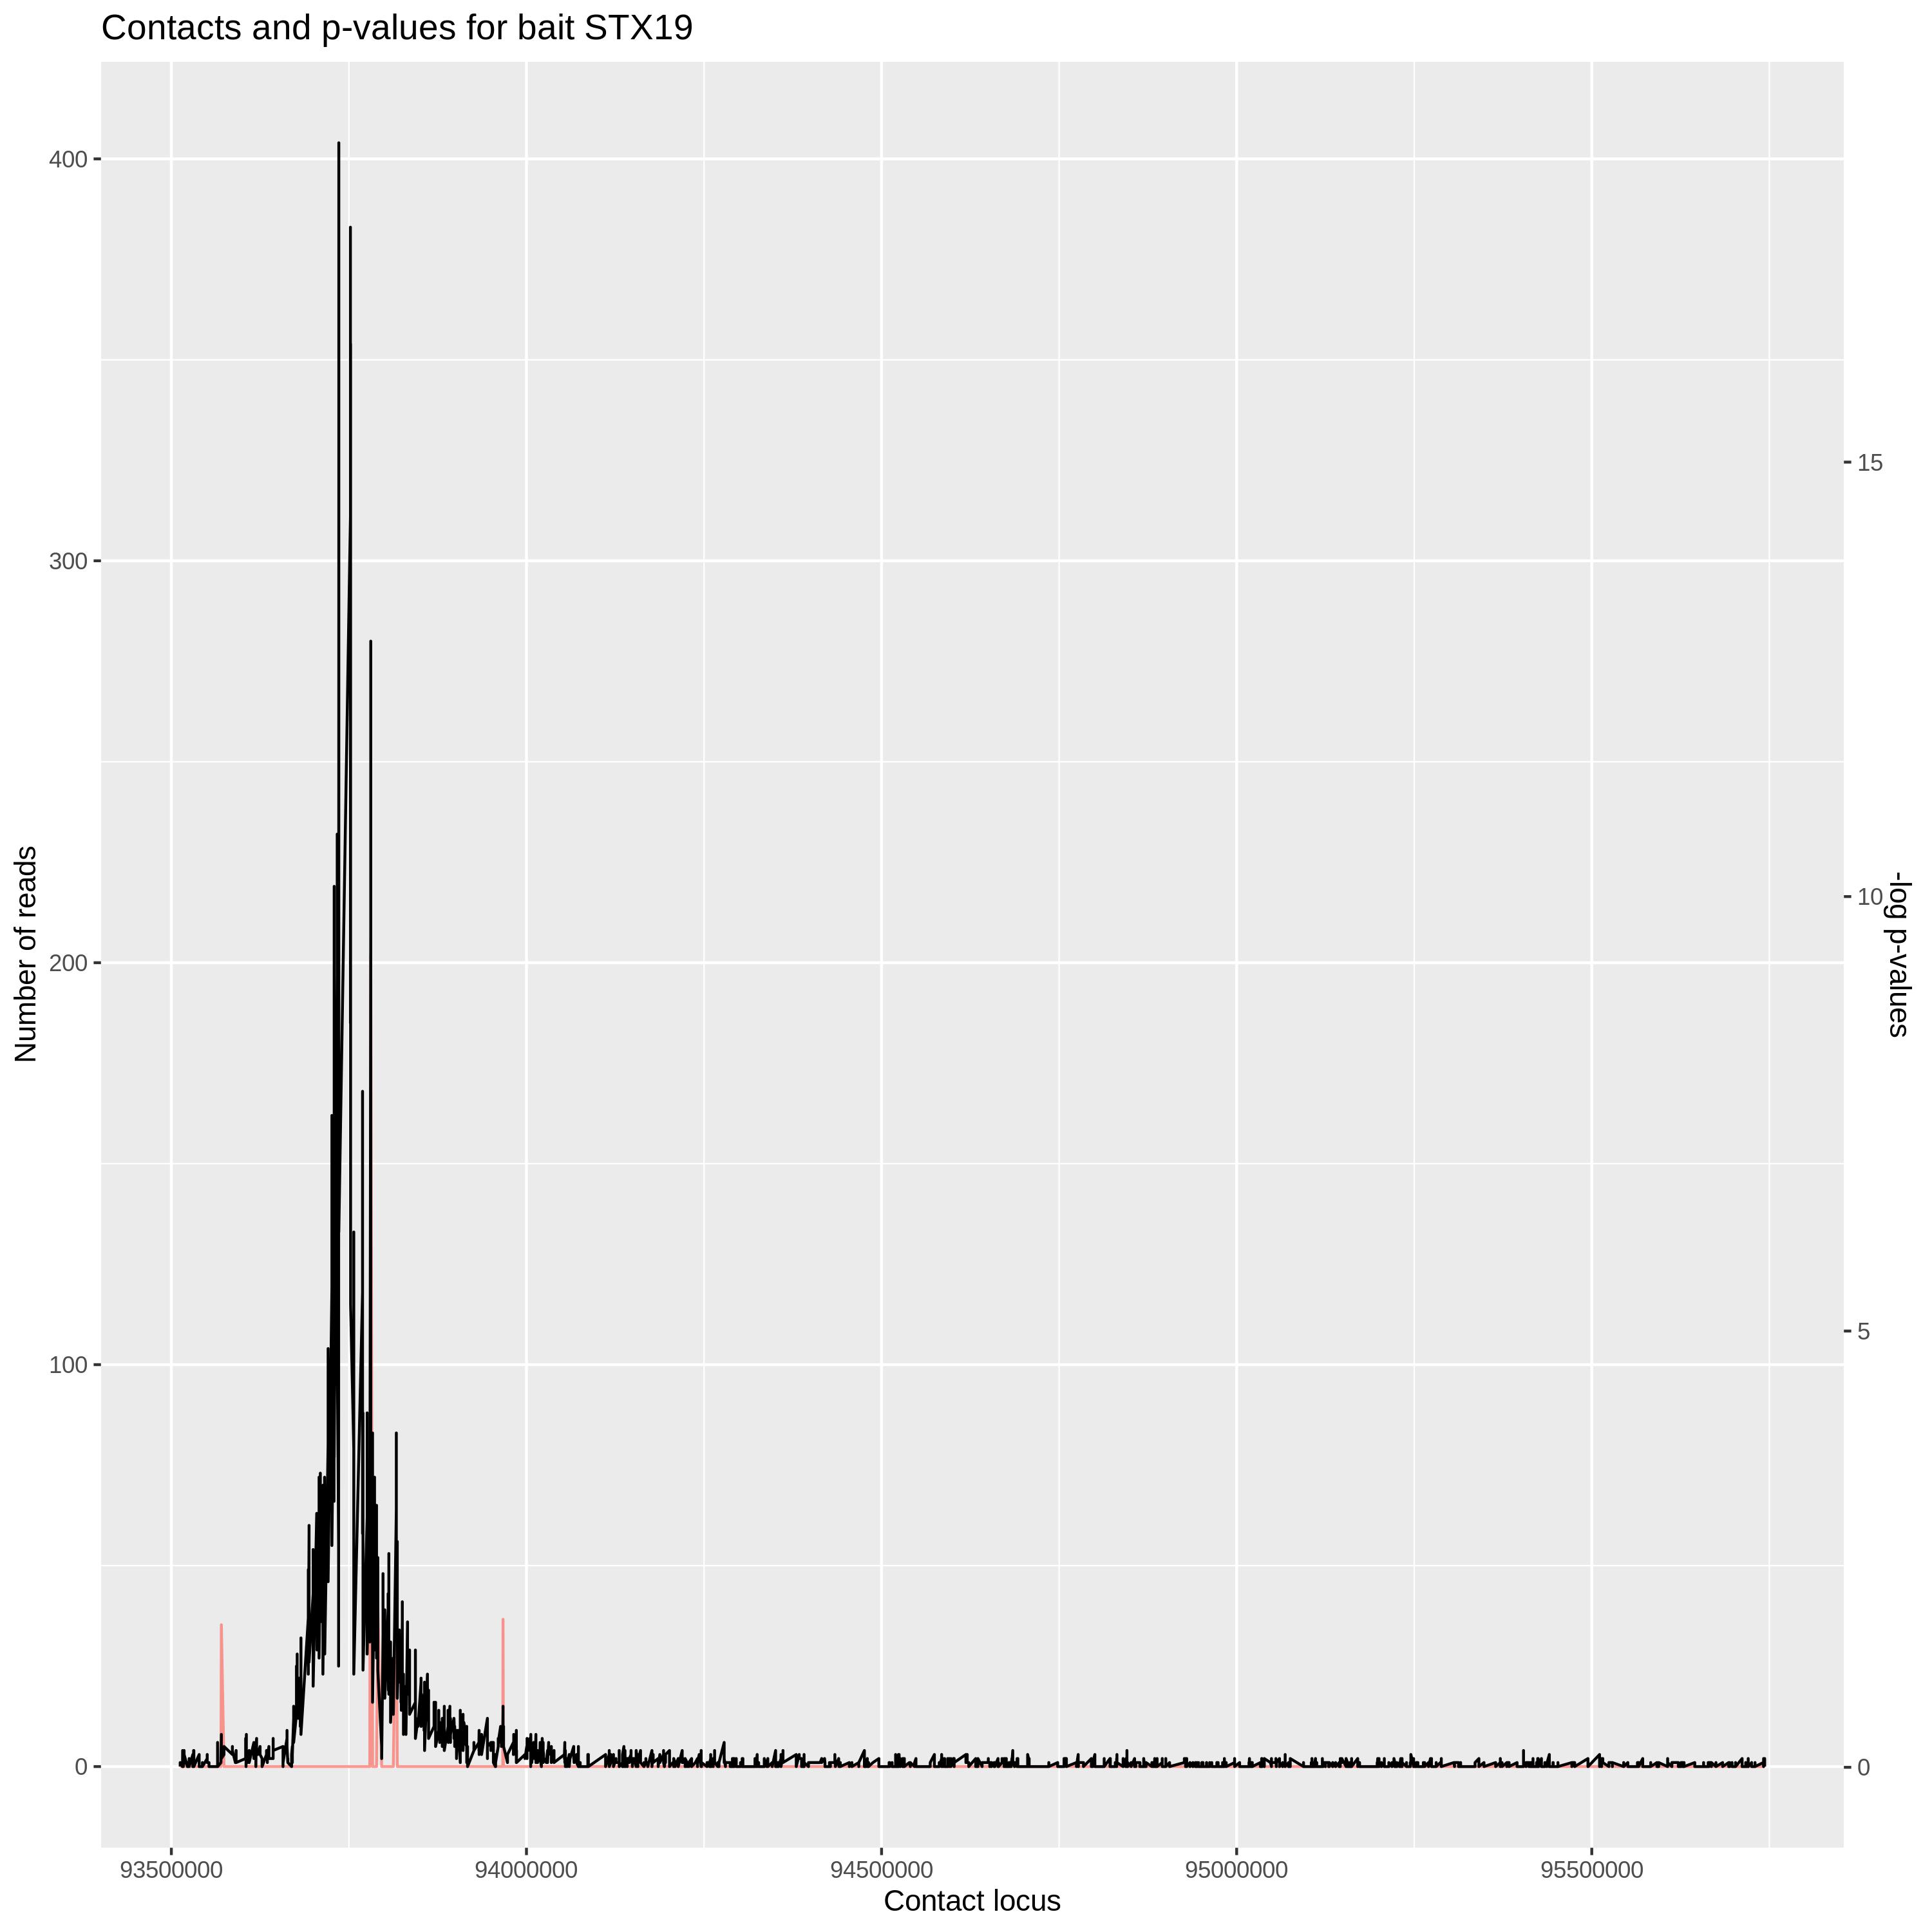 Contacts and p-values for bait STX19
400
300
200
100
0
Number of reads
15
10
5
0
-log p-values
93500000 94000000 94500000 95000000 95500000
Contact locus